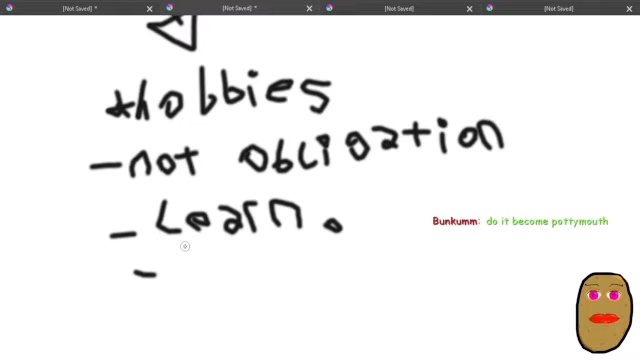 [Not Saved] *
[Not Saved] *
[Not Saved]
[Not Saved]
*hobbies
- not obligation
- Learn.
-
Bunkumm: do it become pottymouth